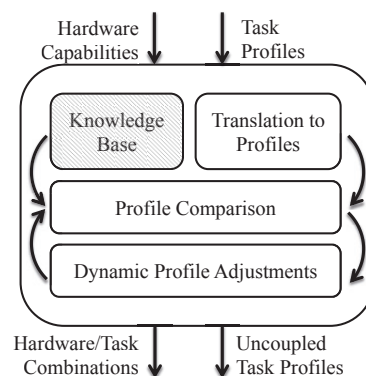 Hardware
Capabilities
Task
Profiles
Knowledge
Base
Translation to
Profiles
Profile Comparison
Dynamic Profile Adjustments
Hardware/Task
Combinations
Uncoupled
Task Profiles